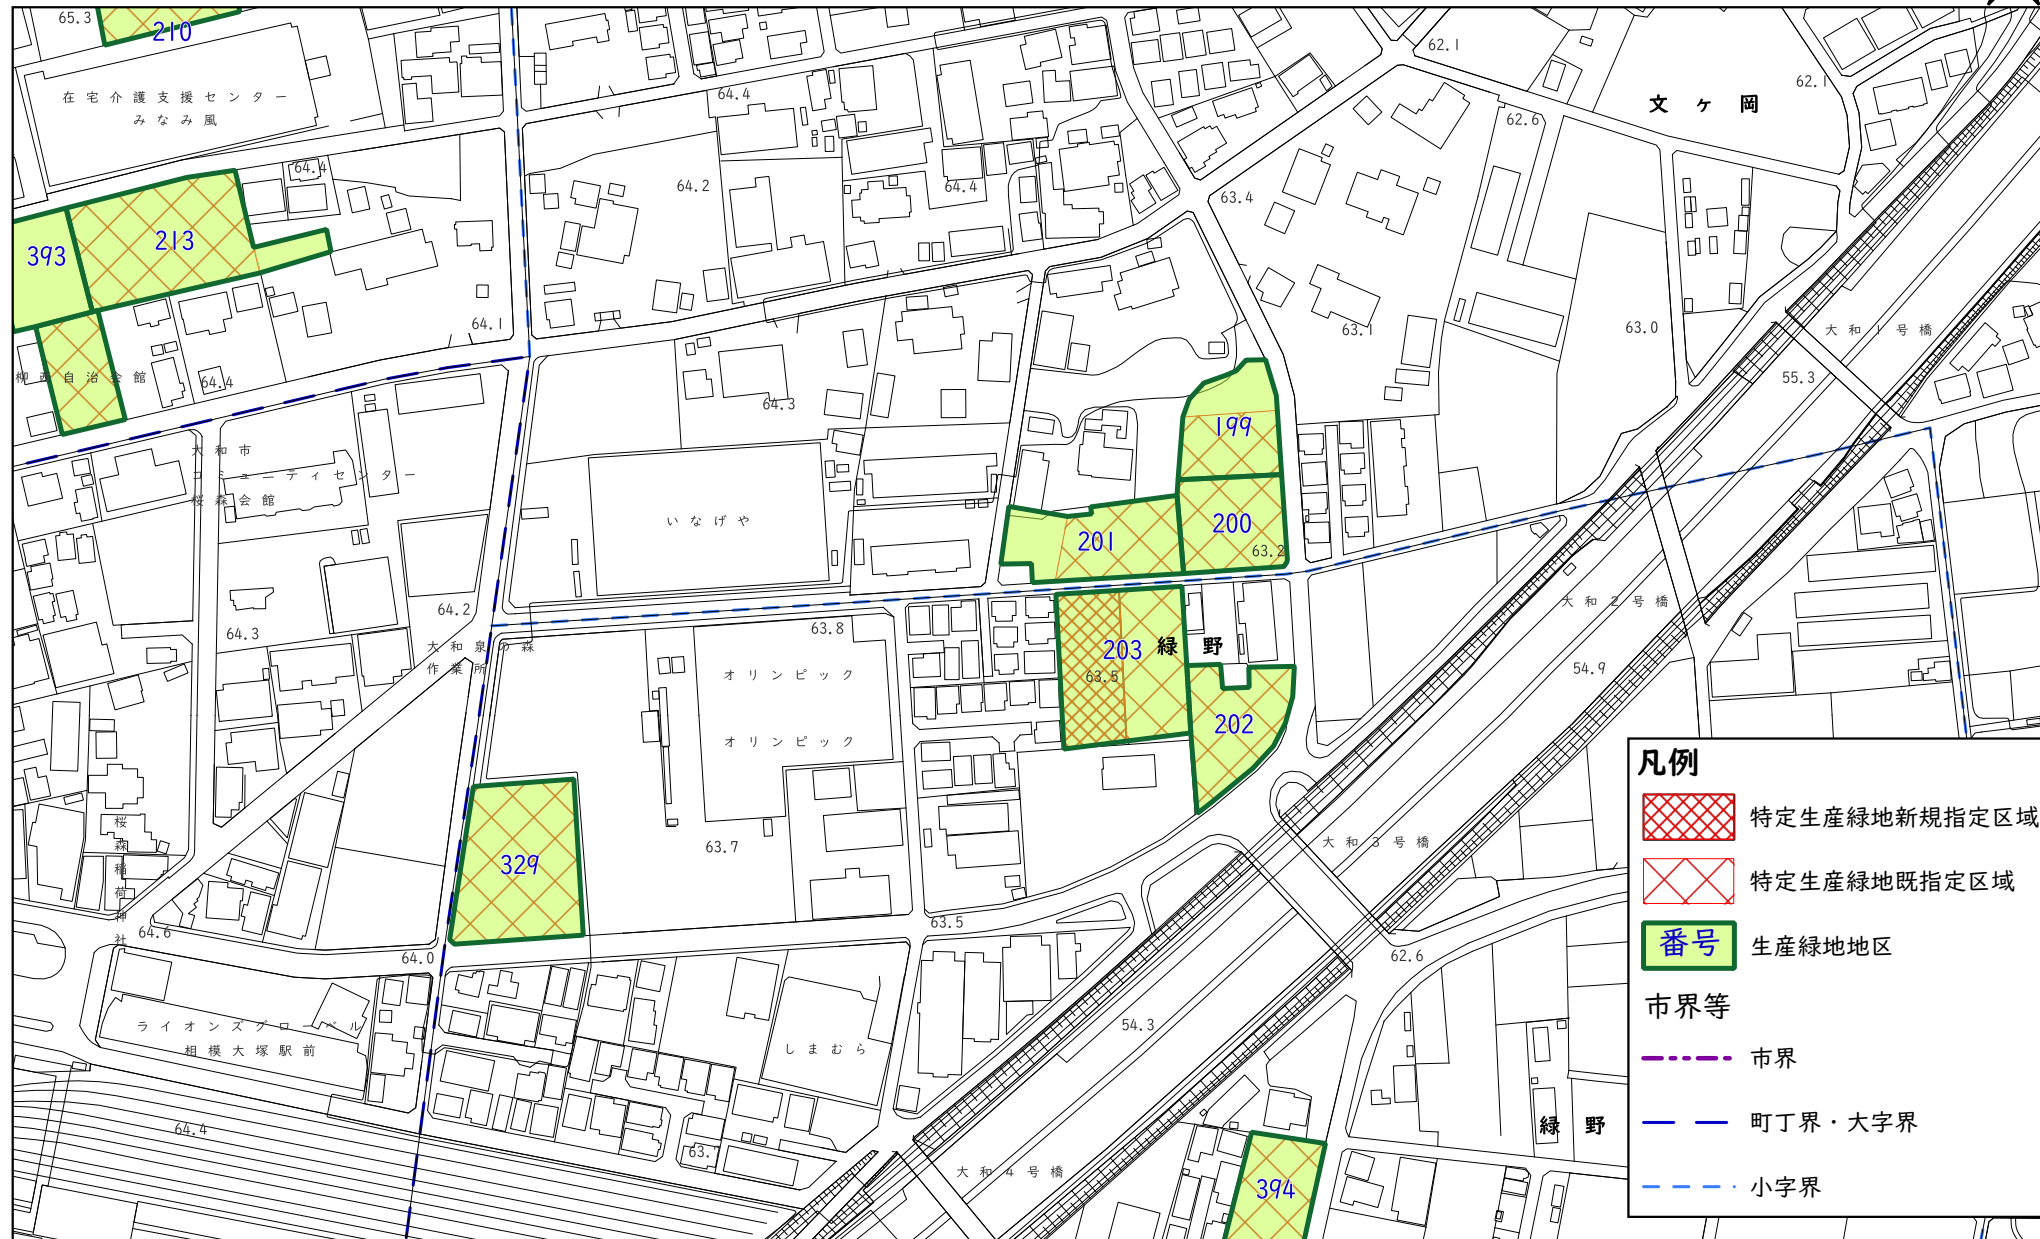 65.3
210
在宅介護支援センター
みなみ風
64.4
62.1
62.1
文ヶ岡
62.6
64.4
64.2
64.4
63.4
393
213
64.1
63.1
63.0
大和1号橋
55.3
柳西自治会館
64.4
64.3
199
大和市
コミュニティセンター
桜森会館
いなげや
201
200
63.2
64.2
64.3
大和泉の森
作業所
63.8
大和2号橋
203
緑野
63.5
54.9
オリンピック
オリンピック
202
329
63.7
大和3号橋
桜森稲荷神社
64.6
64.0
63.5
62.6
ライオンズグローベル
相模大塚駅前
しまむら
54.3
64.4
63.7
大和4号橋
394
緑野
凡例
特定生産緑地新規指定区域
特定生産緑地既指定区域
番号 生産緑地地区
市界等
市界
町丁界・大字界
小字界